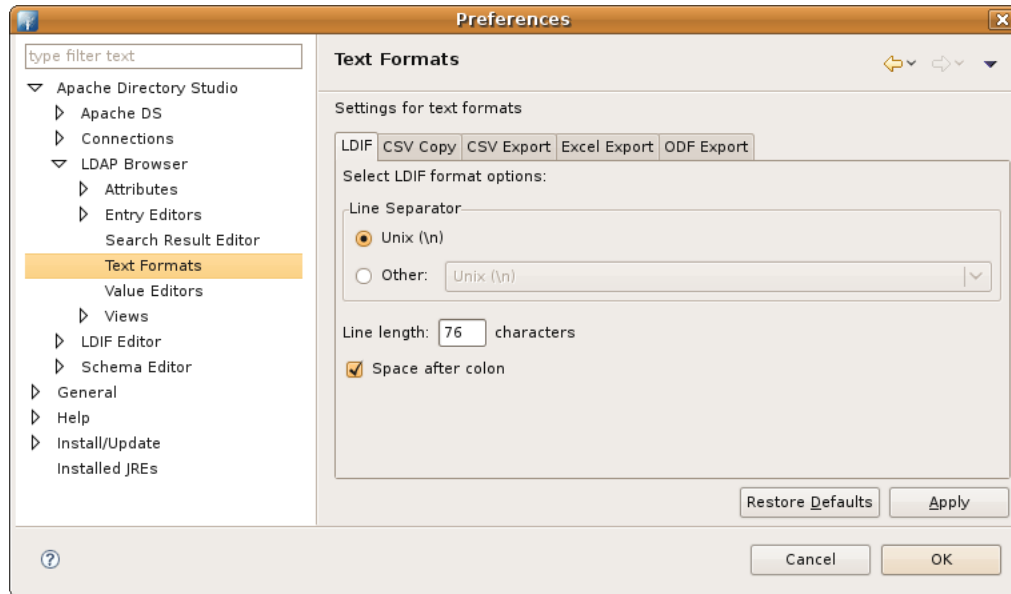 Preferences
type filter text
Apache Directory Studio
Apache DS
Connections
LDAP Browser
Attributes
Entry Editors
Search Result Editor
Text Formats
Value Editors
Views
LDIF Editor
Schema Editor
General
Help
Install/Update
Installed JREs
Text Formats
Settings for text formats
LDIF CSV Copy CSV Export Excel Export ODF Export
Select LDIF format options:
Line Separator
Unix (\n)
Other: Unix (\n)
Line length: 76 characters
Space after colon
Restore Defaults Apply
Cancel OK